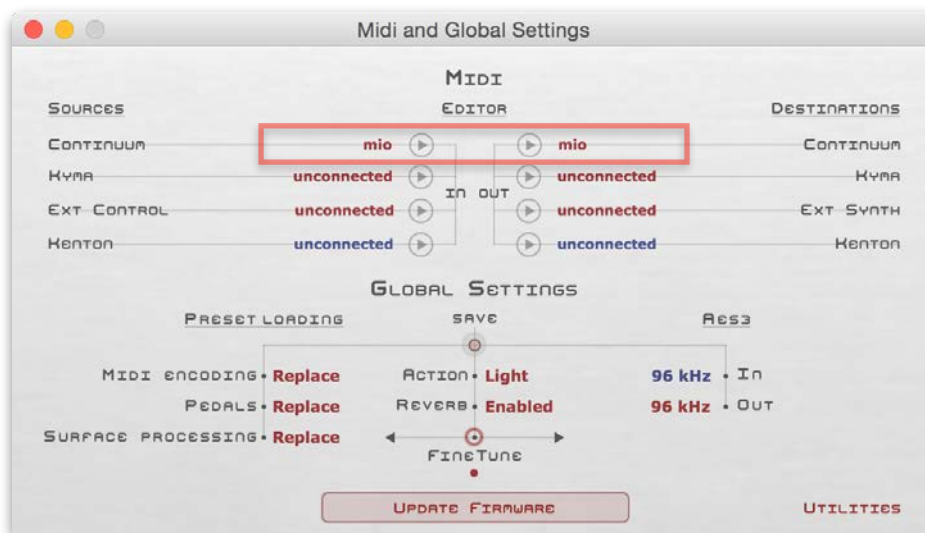 Midi and Global Settings
MIDI
SOURCES EDITOR DESTINATIONS
CONTINUUM mio mio CONTINUUM
KYMA unconnected unconnected KYMA
IN OUT
EXT CONTROL unconnected unconnected EXT SYNTH
KENTON unconnected unconnected KENTON
GLOBAL SETTINGS
PRESET LOADING SAVE AES3
MIDI ENCODING Replace ACTION Light 96 kHz IN
PEDALS Replace REVERB Enabled 96 kHz OUT
SURFACE PROCESSING Replace
FINETUNE
UPDATE FIRMWARE UTILITIES